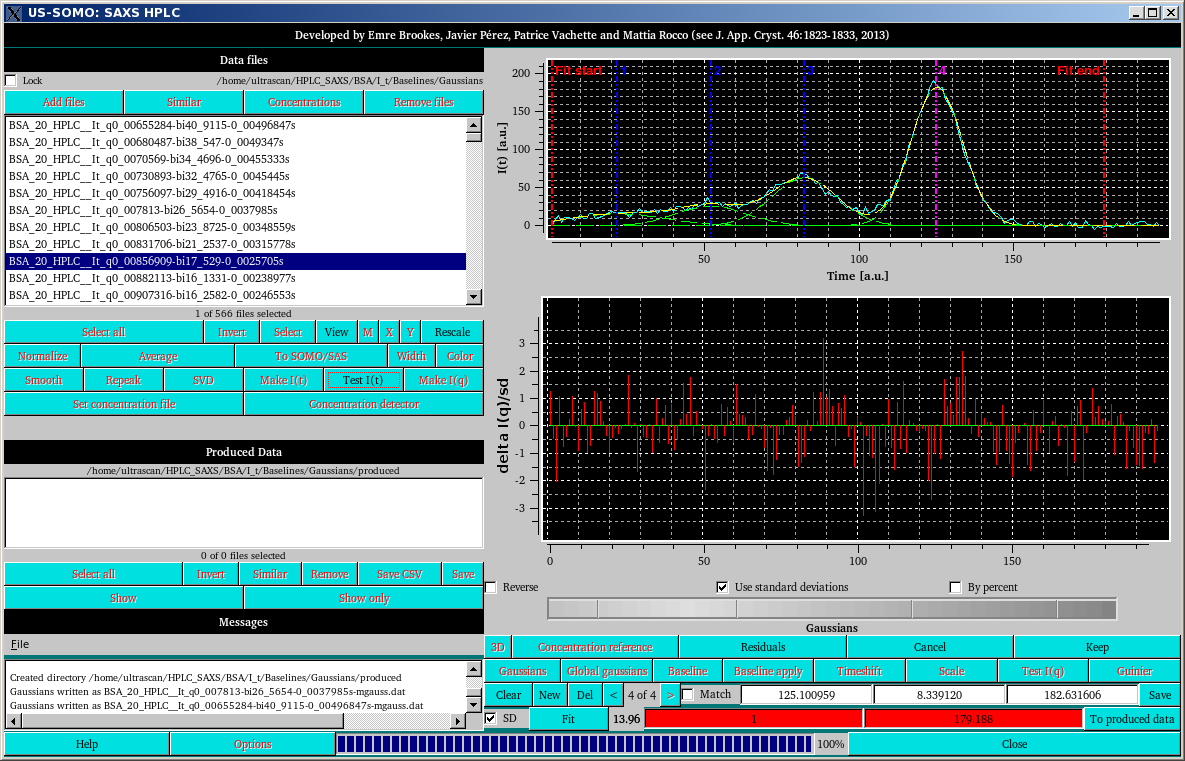 US-SOMO: SAXS HPLC
Developed by Emre Brookes, Javier Pérez, Patrice Vachette and Mattia Rocco (see J. App. Cryst. 46:1823-1833, 2013)
Data files
Lock /home/ultrascan/HPLC_SAXS/BSA/I_t/Baselines/Gaussians
Add files Similar Concentrations Remove files
BSA_20_HPLC__It_q0_00655284-bi40_9115-0_00496847s
BSA_20_HPLC__It_q0_00680487-bi38_547-0_0049347s
BSA_20_HPLC__It_q0_0070569-bi34_4696-0_00455333s
BSA_20_HPLC__It_q0_00730893-bi32_4765-0_0045445s
BSA_20_HPLC__It_q0_00756097-bi29_4916-0_00418454s
BSA_20_HPLC__It_q0_007813-bi26_5654-0_0037985s
BSA_20_HPLC__It_q0_00806503-bi23_8725-0_00348559s
BSA_20_HPLC__It_q0_00831706-bi21_2537-0_00315778s
BSA_20_HPLC__It_q0_00856909-bi17_529-0_0025705s
BSA_20_HPLC__It_q0_00882113-bi16_1331-0_00238977s
BSA_20_HPLC__It_q0_00907316-bi16_2582-0_00246553s
1 of 566 files selected
Select all Invert Select View M X Y Rescale
Normalize Average To SOMO/SAS Width Color
Smooth Repeak SVD Make I(t) Test I(t) Make I(q)
Set concentration file Concentration detector
Produced Data
/home/ultrascan/HPLC_SAXS/BSA/I_t/Baselines/Gaussians/produced
0 of 0 files selected
Select all Invert Similar Remove Save CSV Save
Show Show only
Messages
File
Created directory /home/ultrascan/HPLC_SAXS/BSA/I_t/Baselines/Gaussians/produced
Gaussians written as BSA_20_HPLC__It_q0_007813-bi26_5654-0_0037985s-mgauss.dat
Gaussians written as BSA_20_HPLC__It_q0_00655284-bi40_9115-0_00496847s-mgauss.dat
Help Options 100% Close
Fit start 1 2 3 4 Fit end
I(t) [a.u.]
200
150
100
50
0
50 100 150
Time [a.u.]
delta I(q)/sd
3
2
1
0
-1
-2
-3
0 50 100 150
Reverse Use standard deviations By percent
Gaussians
3D Concentration reference Residuals Cancel Keep
Gaussians Global gaussians Baseline Baseline apply Timeshift Scale Test I(q) Guinier
Clear New Del < 4 of 4 > Match 125.100959 8.339120 182.631606 Save
SD Fit 13.96 1 179.188 To produced data